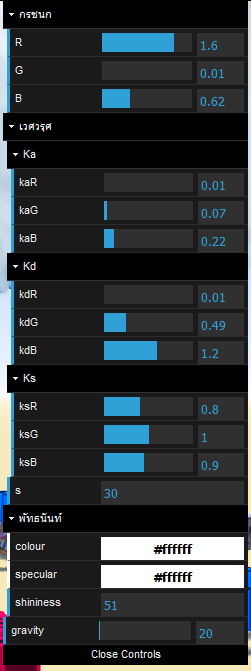 กรชนก
R 1.6
G 0.01
B 0.62
เวศวรุศ
Ka
kaR 0.01
kaG 0.07
kaB 0.22
Kd
kdR 0.01
kdG 0.49
kdB 1.2
Ks
ksR 0.8
ksG 1
ksB 0.9
s 30
พัทธนันท์
colour #ffffff
specular #ffffff
shininess 51
gravity 20
Close Controls